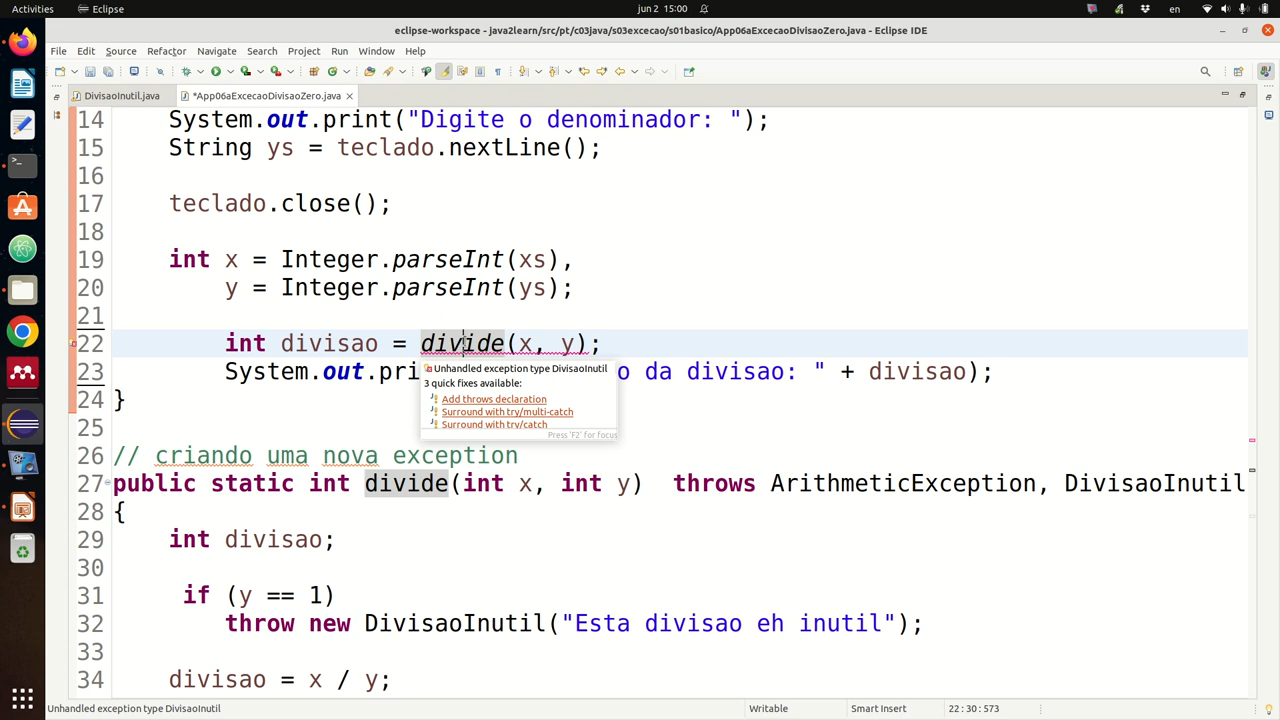 Activities Eclipse jun 2 15:00 en
eclipse-workspace - java2learn/src/pt/c03java/s03excecao/s01basico/App06aExcecaoDivisaoZero.java - Eclipse IDE
File Edit Source Refactor Navigate Search Project Run Window Help
DivisaoInutil.java *App06aExcecaoDivisaoZero.java
14 System.out.print("Digite o denominador: ");
15 String ys = teclado.nextLine();
16
17 teclado.close();
18
19 int x = Integer.parseInt(xs),
20 y = Integer.parseInt(ys);
21
22 int divisao = divide(x, y);
23 System.out.pri o da divisao: " + divisao);
Unhandled exception type DivisaoInutil
3 quick fixes available:
Add throws declaration
Surround with try/multi-catch
Surround with try/catch
Press 'F2' for focus
24 }
25
26 // criando uma nova exception
27 public static int divide(int x, int y) throws ArithmeticException, DivisaoInutil
28 {
29 int divisao;
30
31 if (y == 1)
32 throw new DivisaoInutil("Esta divisao eh inutil");
33
34 divisao = x / y;
Unhandled exception type DivisaoInutil Writable Smart Insert 22 : 30 : 573